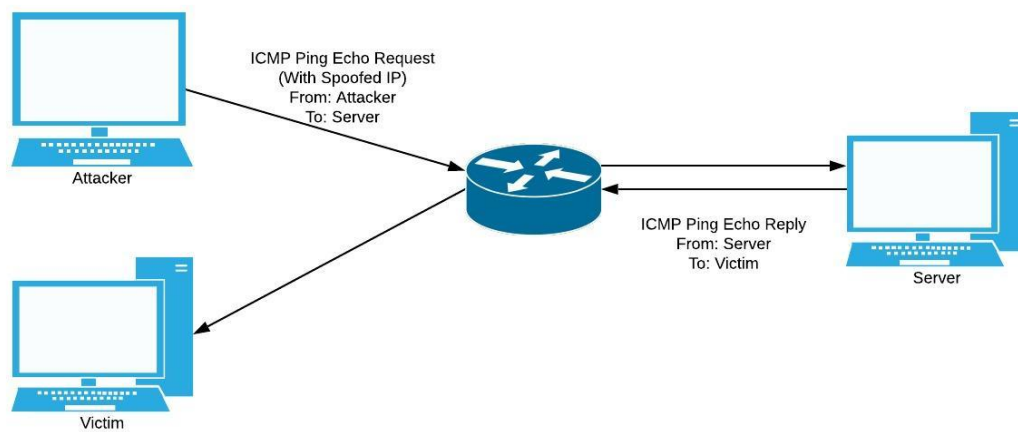 ICMP Ping Echo Request
(With Spoofed IP)
From: Attacker
To: Server
Attacker
ICMP Ping Echo Reply
From: Server
To: Victim
Server
Victim